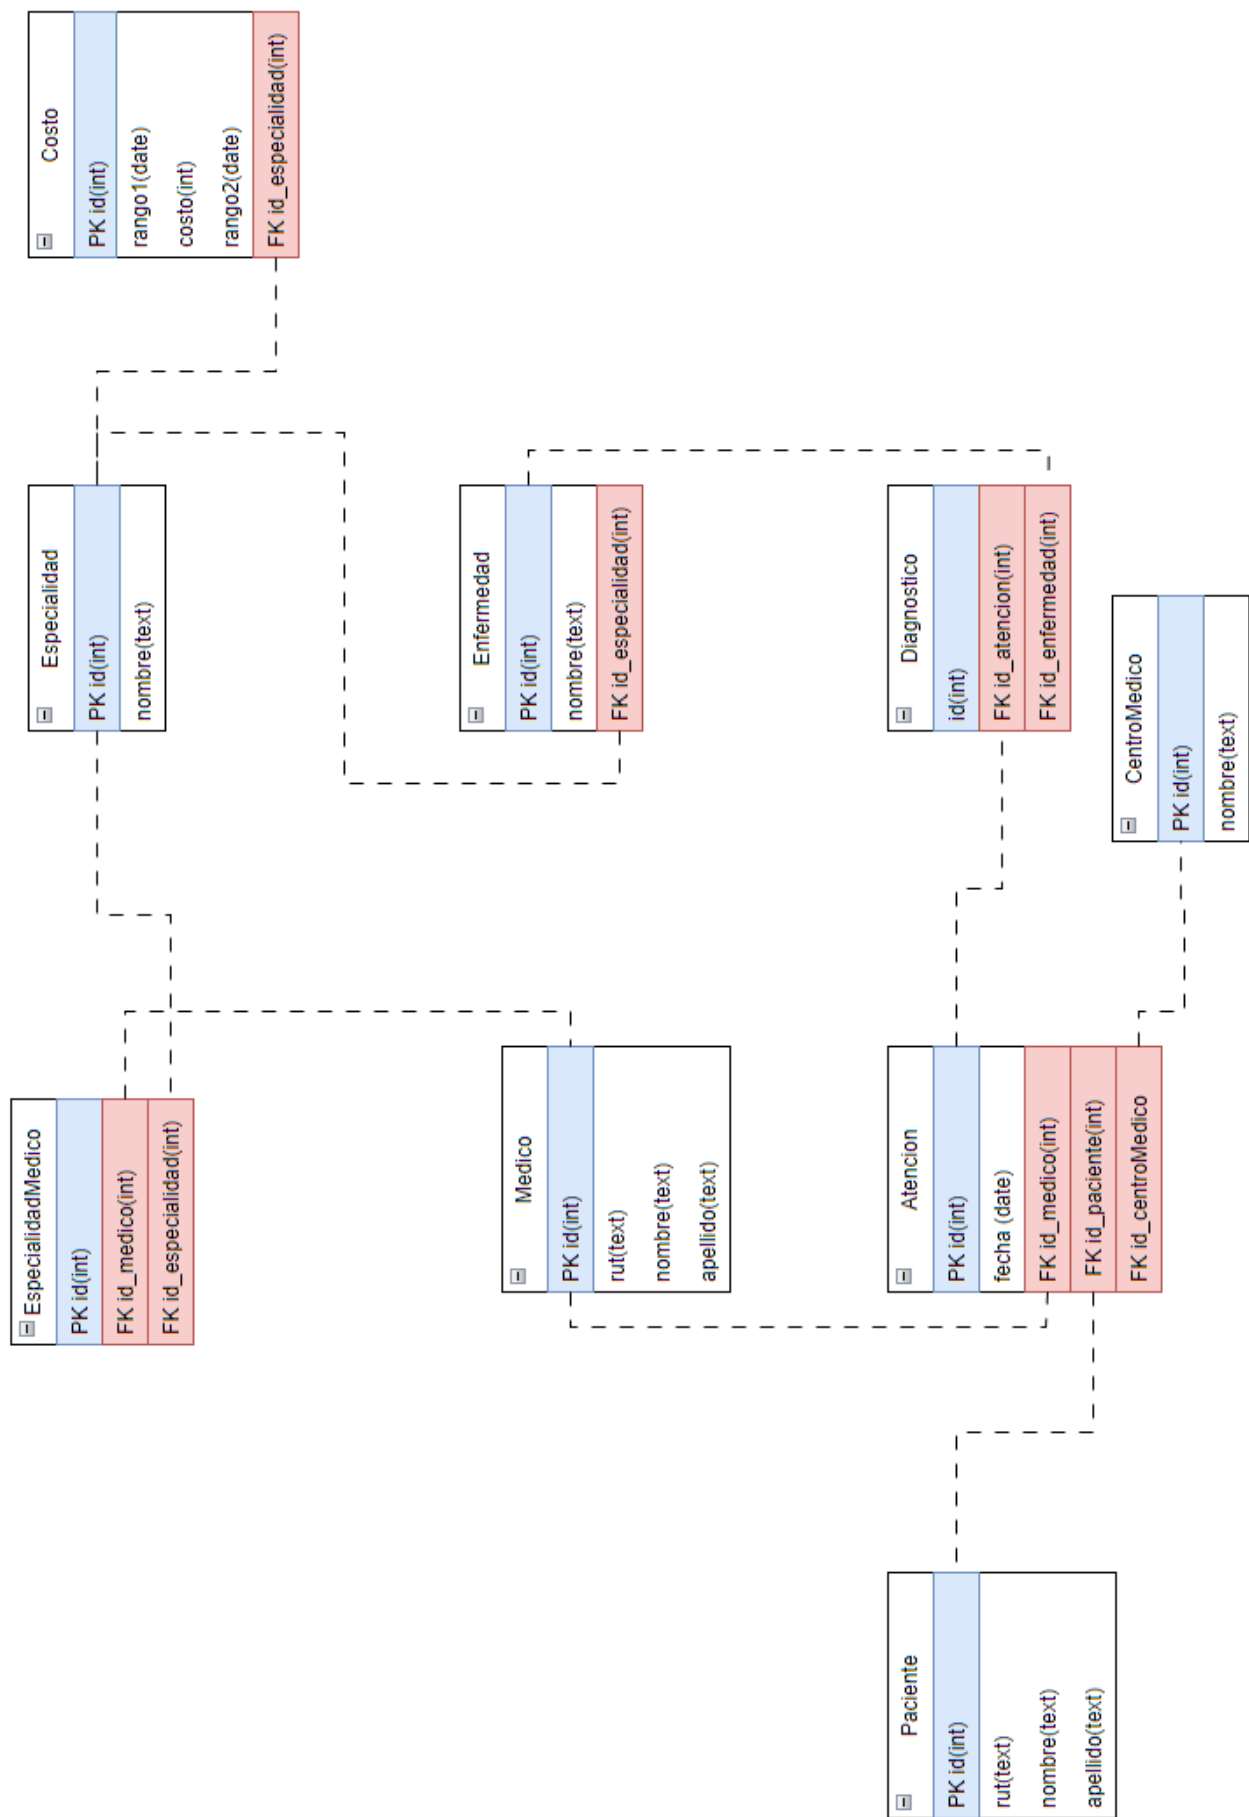 EspecialidadMedico
PK id(int)
FK id_medico(int)
FK id_especialidad(int)
Especialidad
PK id(int)
nombre(text)
Costo
PK id(int)
rango1(date)
costo(int)
rango2(date)
FK id_especialidad(int)
Medico
PK id(int)
rut(text)
nombre(text)
apellido(text)
Enfermedad
PK id(int)
nombre(text)
FK id_especialidad(int)
Paciente
PK id(int)
rut(text)
nombre(text)
apellido(text)
Atencion
PK id(int)
fecha (date)
FK id_medico(int)
FK id_paciente(int)
FK id_centroMedico
Diagnostico
id(int)
FK id_atencion(int)
FK id_enfermedad(int)
CentroMedico
PK id(int)
nombre(text)